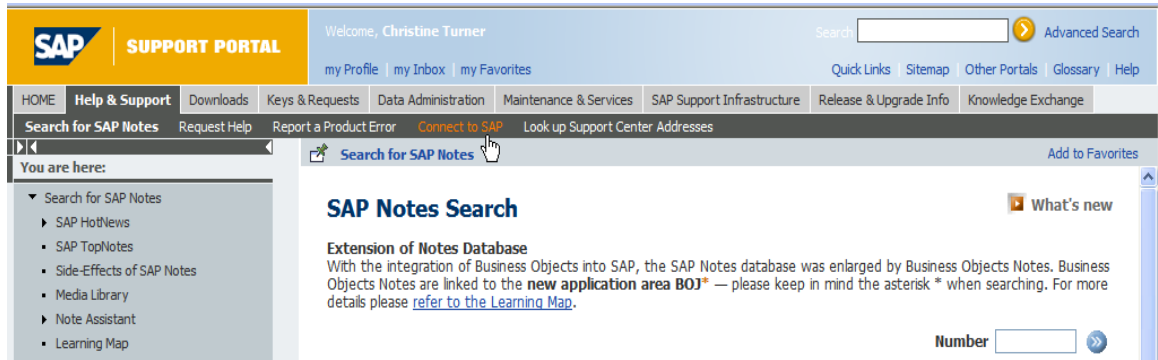 SAP SUPPORT PORTAL
Welcome, Christine Turner
Search
Advanced Search
my Profile | my Inbox | my Favorites
Quick Links | Sitemap | Other Portals | Glossary | Help
HOME Help & Support Downloads Keys & Requests Data Administration Maintenance & Services SAP Support Infrastructure Release & Upgrade Info Knowledge Exchange
Search for SAP Notes Request Help Report a Product Error Connect to SAP Look up Support Center Addresses
You are here:
Search for SAP Notes
SAP HotNews
SAP TopNotes
Side-Effects of SAP Notes
Media Library
Note Assistant
Learning Map
Search for SAP Notes
Add to Favorites
SAP Notes Search
What's new
Extension of Notes Database
With the integration of Business Objects into SAP, the SAP Notes database was enlarged by Business Objects Notes. Business
Objects Notes are linked to the new application area BOJ* — please keep in mind the asterisk * when searching. For more
details please refer to the Learning Map.
Number